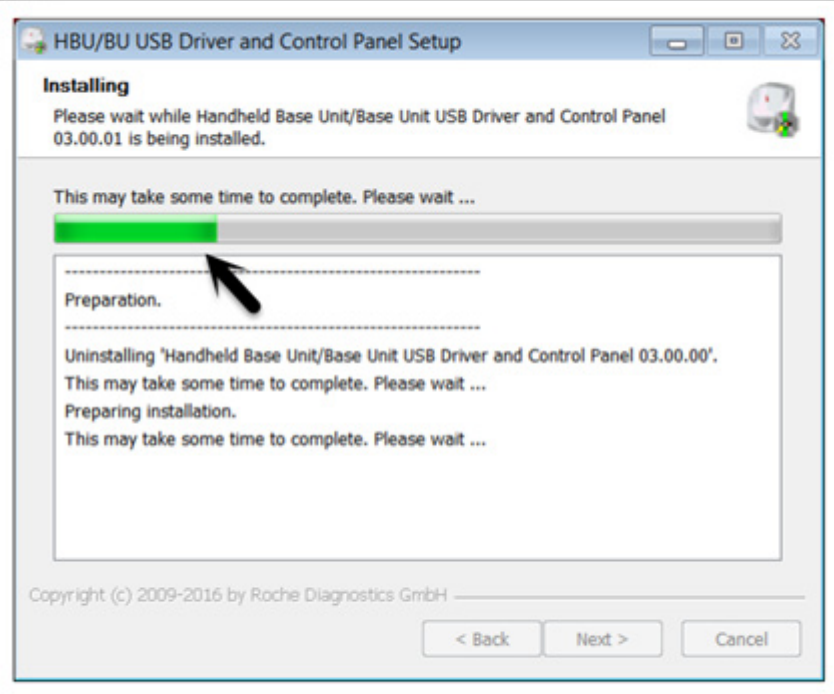 HBU/BU USB Driver and Control Panel Setup
Installing
Please wait while Handheld Base Unit/Base Unit USB Driver and Control Panel
03.00.01 is being installed.
This may take some time to complete. Please wait ...
------------------------------------------------------------
Preparation.
------------------------------------------------------------
Uninstalling 'Handheld Base Unit/Base Unit USB Driver and Control Panel 03.00.00'.
This may take some time to complete. Please wait ...
Preparing installation.
This may take some time to complete. Please wait ...
Copyright (c) 2009-2016 by Roche Diagnostics GmbH
< Back Next > Cancel